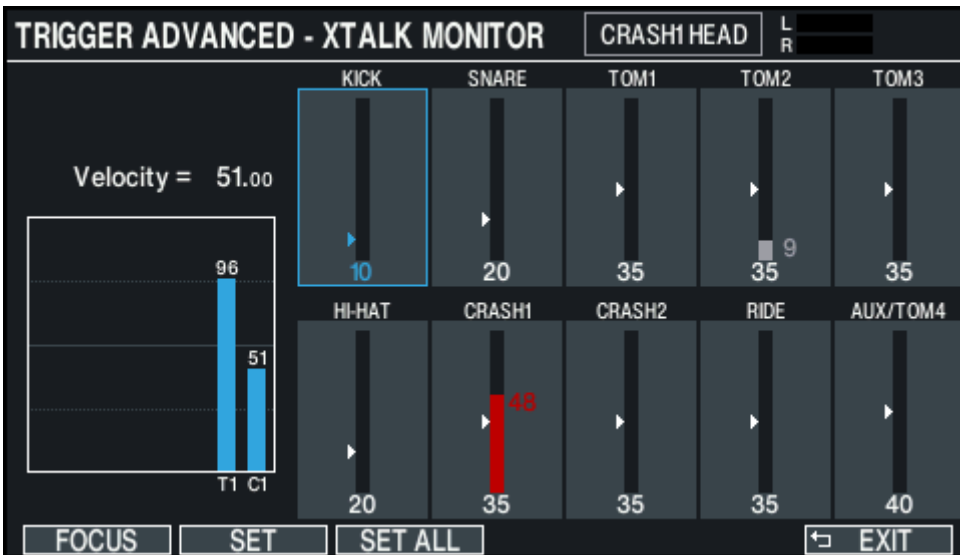 TRIGGER ADVANCED - XTALK MONITOR CRASH1 HEAD L
R
KICK SNARE TOM1 TOM2 TOM3
Velocity = 51.00
9
10 20 35 35 35
96
HI-HAT CRASH1 CRASH2 RIDE AUX/TOM4
51
48
T1 C1
20 35 35 35 40
FOCUS SET SET ALL EXIT